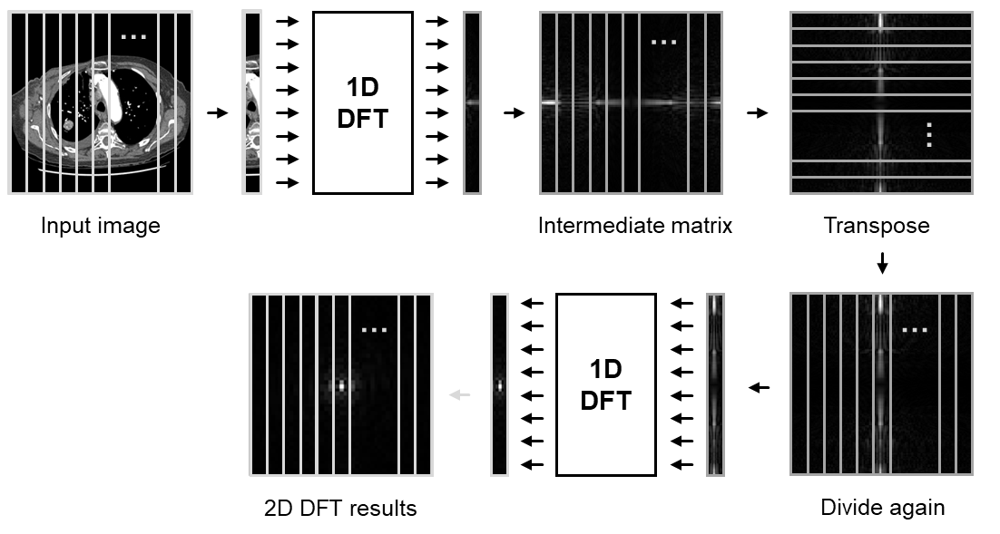 1D
DFT
Input image
Intermediate matrix
Transpose
1D
DFT
2D DFT results
Divide again